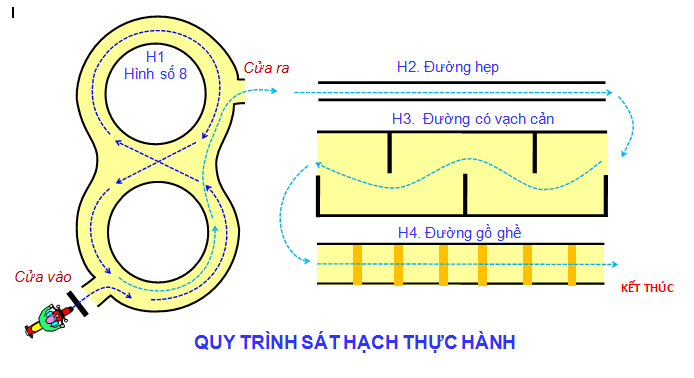 H1
Hình số 8
Cửa ra
H2. Đường hẹp
H3. Đường có vạch cản
H4. Đường gồ ghề
Cửa vào
KẾT THÚC
QUY TRÌNH SÁT HẠCH THỰC HÀNH